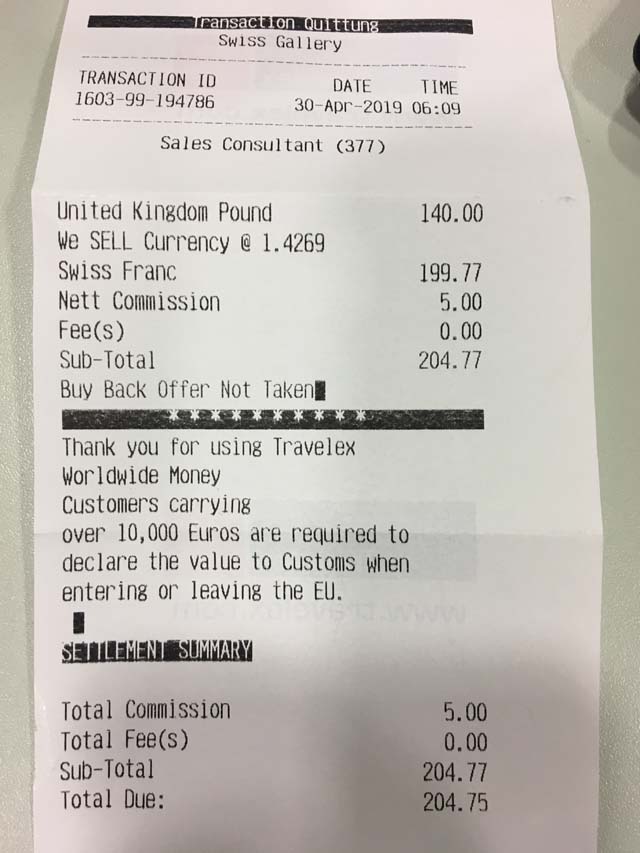 Transaction Quittung
Swiss Gallery
TRANSACTION ID DATE TIME
1603-99-194786 30-Apr-2019 06:09
Sales Consultant (377)
United Kingdom Pound 140.00
We SELL Currency @ 1.4269
Swiss Franc 199.77
Nett Commission 5.00
Fee(s) 0.00
Sub-Total 204.77
Buy Back Offer Not Taken
* * * * * * * * * *
Thank you for using Travelex
Worldwide Money
Customers carrying
over 10,000 Euros are required to
declare the value to Customs when
entering or leaving the EU.
SETTLEMENT SUMMARY
Total Commission 5.00
Total Fee(s) 0.00
Sub-Total 204.77
Total Due: 204.75